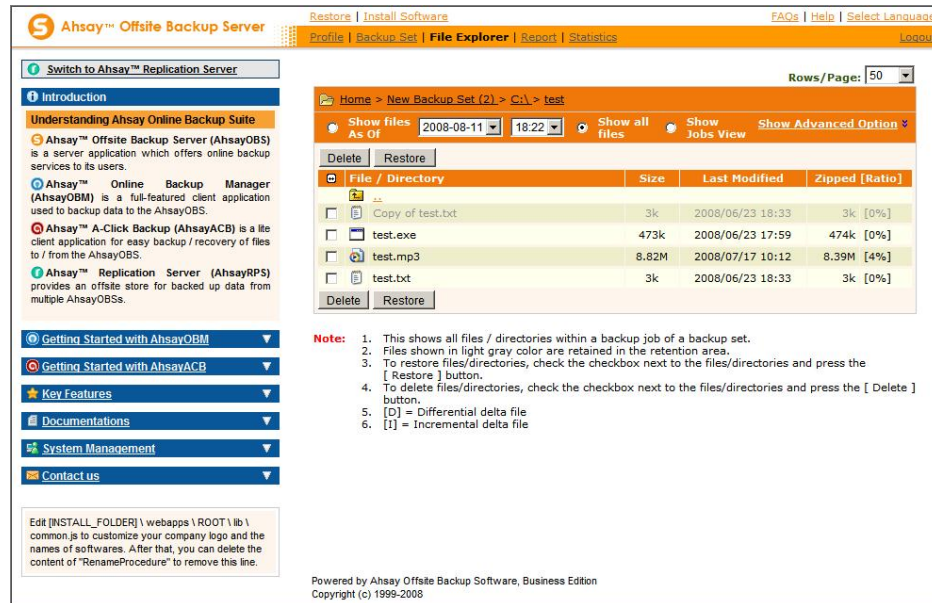 Ahsay™ Offsite Backup Server
Restore | Install Software
FAQs | Help | Select Language
Profile | Backup Set | File Explorer | Report | Statistics
Logou
Switch to Ahsay™ Replication Server
Introduction
Understanding Ahsay Online Backup Suite
Ahsay™ Offsite Backup Server (AhsayOBS)
is a server application which offers online backup
services to its users.
Ahsay™ Online Backup Manager
(AhsayOBM) is a full-featured client application
used to backup data to the AhsayOBS.
Ahsay™ A-Click Backup (AhsayACB) is a lite
client application for easy backup / recovery of files
to / from the AhsayOBS.
Ahsay™ Replication Server (AhsayRPS)
provides an offsite store for backed up data from
multiple AhsayOBSs.
Getting Started with AhsayOBM
Getting Started with AhsayACB
Key Features
Documentations
System Management
Contact us
Edit [INSTALL_FOLDER] \ webapps \ ROOT \ lib \
common.js to customize your company logo and the
names of softwares. After that, you can delete the
content of "RenameProcedure" to remove this line.
Rows/Page: 50
Home > New Backup Set (2) > C:\ > test
Show files As Of 2008-08-11 18:22 Show all files Show Jobs View Show Advanced Option
Delete Restore
File / Directory Size Last Modified Zipped [Ratio]
..
Copy of test.txt 3k 2008/06/23 18:33 3k [0%]
test.exe 473k 2008/06/23 17:59 474k [0%]
test.mp3 8.82M 2008/07/17 10:12 8.39M [4%]
test.txt 3k 2008/06/23 18:33 3k [0%]
Delete Restore
Note: 1. This shows all files / directories within a backup job of a backup set.
2. Files shown in light gray color are retained in the retention area.
3. To restore files/directories, check the checkbox next to the files/directories and press the
[ Restore ] button.
4. To delete files/directories, check the checkbox next to the files/directories and press the [ Delete ]
button.
5. [D] = Differential delta file
6. [I] = Incremental delta file
Powered by Ahsay Offsite Backup Software, Business Edition
Copyright (c) 1999-2008